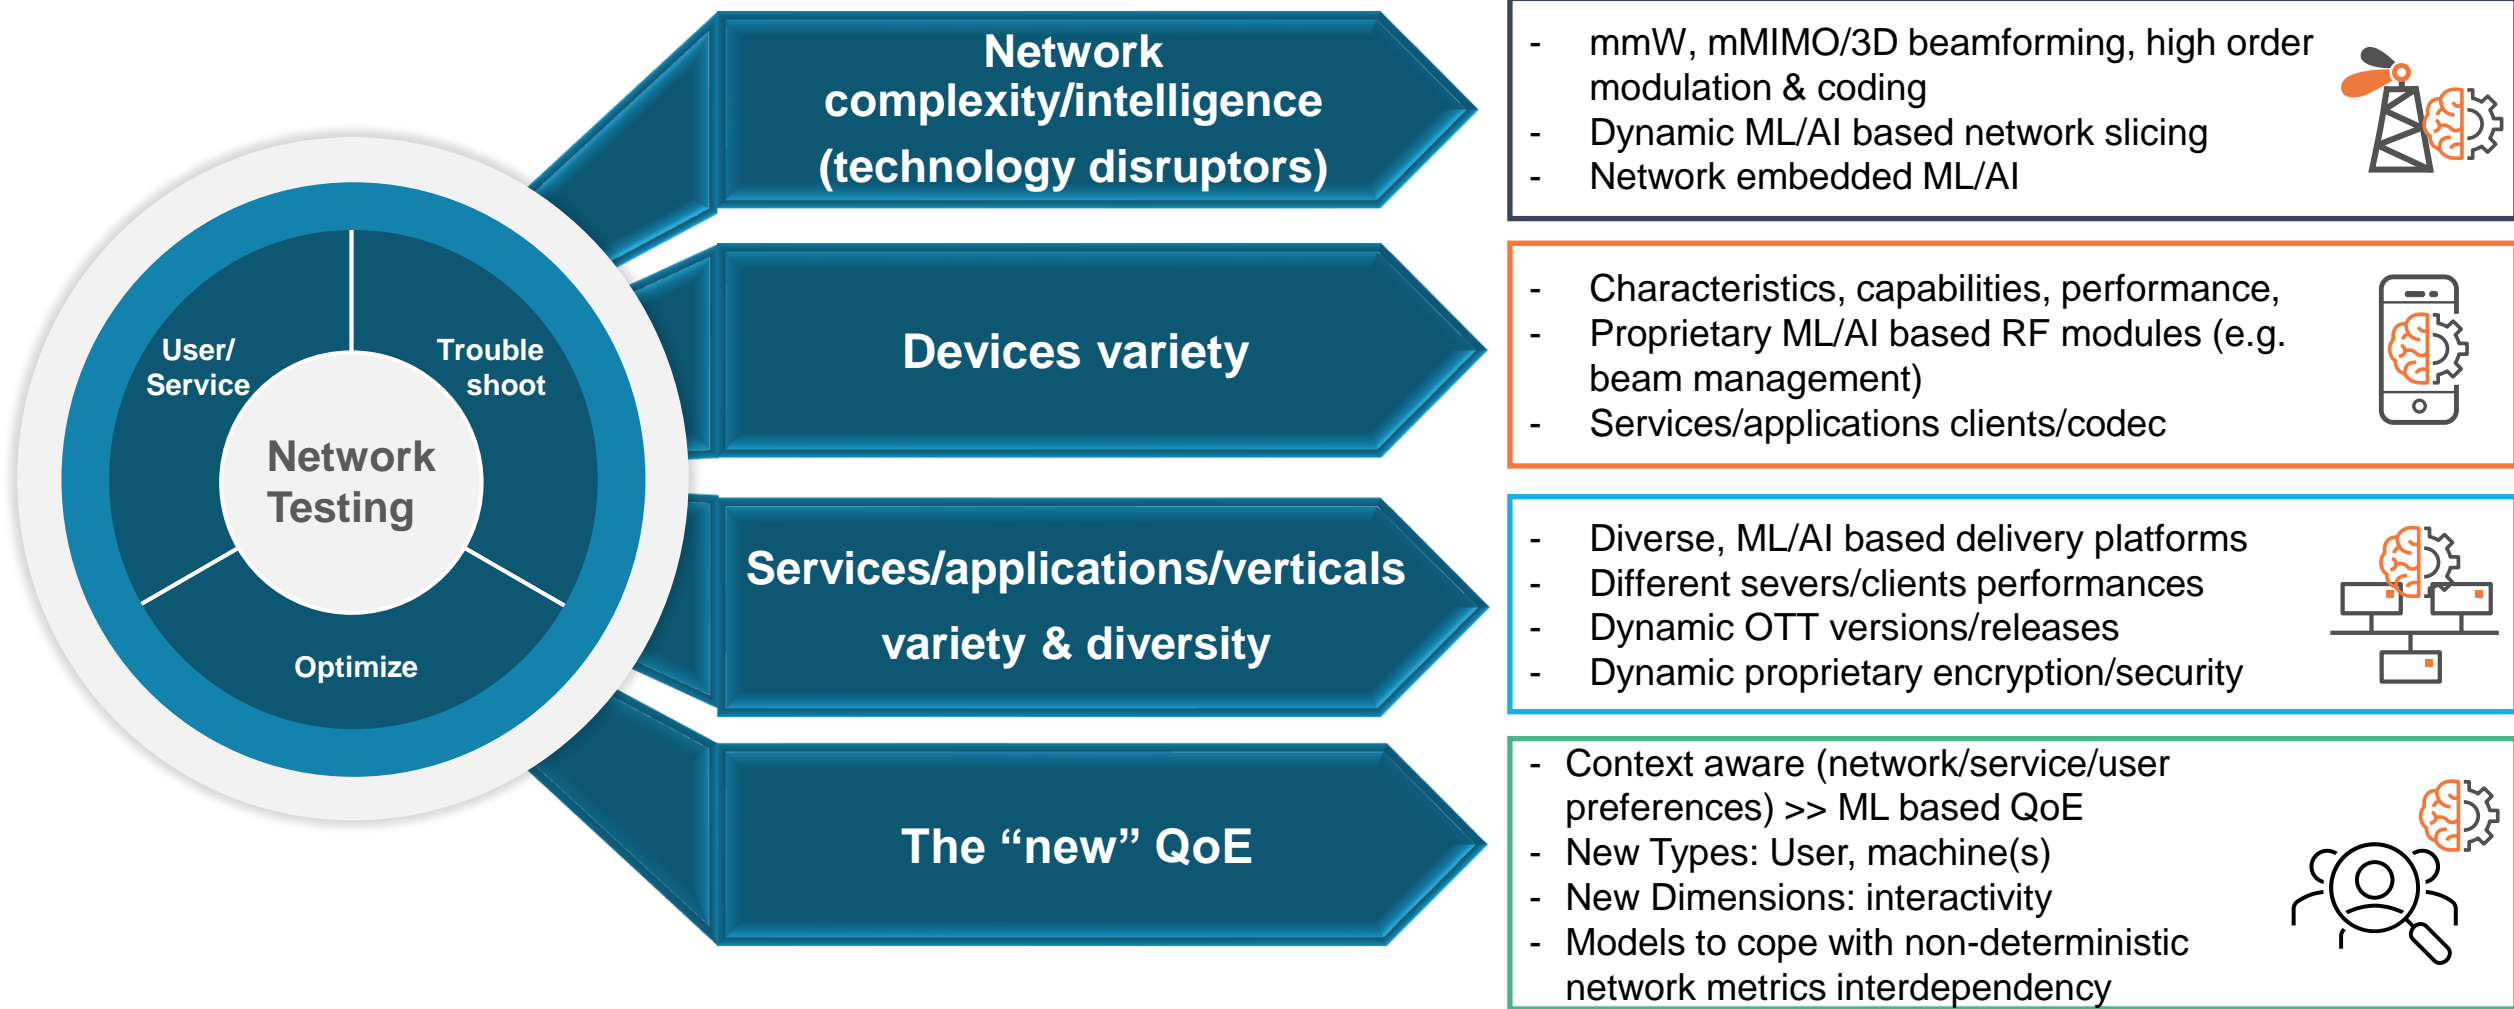 User/
Service
Trouble
shoot
Network
Testing
Optimize
Network
complexity/intelligence
(technology disruptors)
- mmW, mMIMO/3D beamforming, high order
modulation & coding
- Dynamic ML/AI based network slicing
- Network embedded ML/AI
Devices variety
- Characteristics, capabilities, performance,
- Proprietary ML/AI based RF modules (e.g.
beam management)
- Services/applications clients/codec
Services/applications/verticals
variety & diversity
- Diverse, ML/AI based delivery platforms
- Different severs/clients performances
- Dynamic OTT versions/releases
- Dynamic proprietary encryption/security
The “new” QoE
- Context aware (network/service/user
preferences) >> ML based QoE
- New Types: User, machine(s)
- New Dimensions: interactivity
- Models to cope with non-deterministic
network metrics interdependency